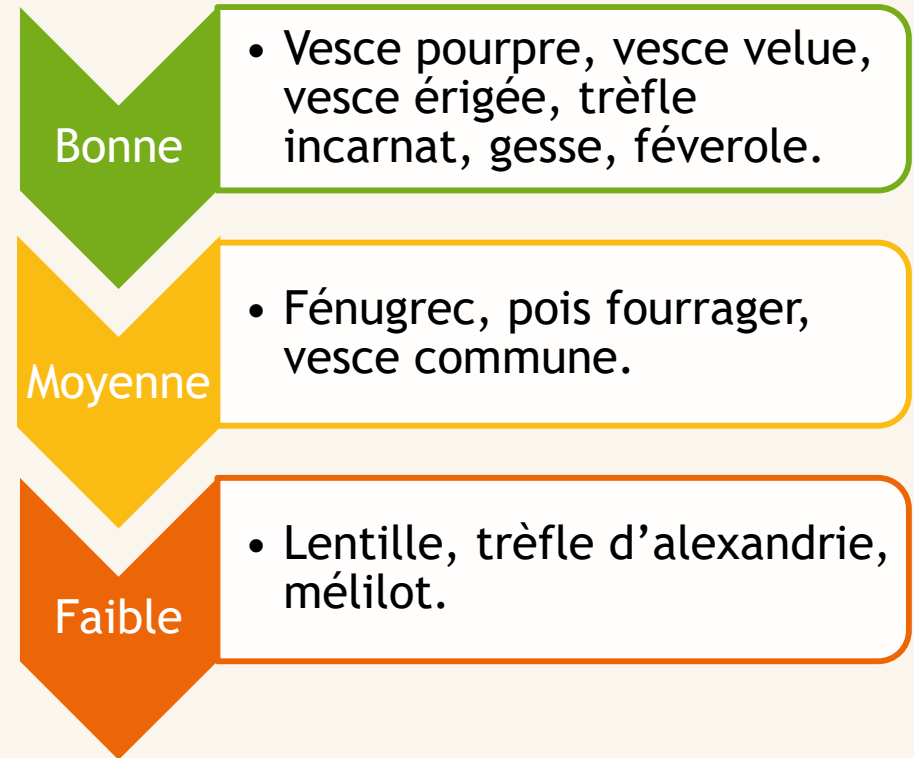 Bonne
• Vesce pourpre, vesce velue,
vesce érigée, trèfle
incarnat, gesse, féverole.
Moyenne
• Fénugrec, pois fourrager,
vesce commune.
Faible
• Lentille, trèfle d’alexandrie,
mélilot.